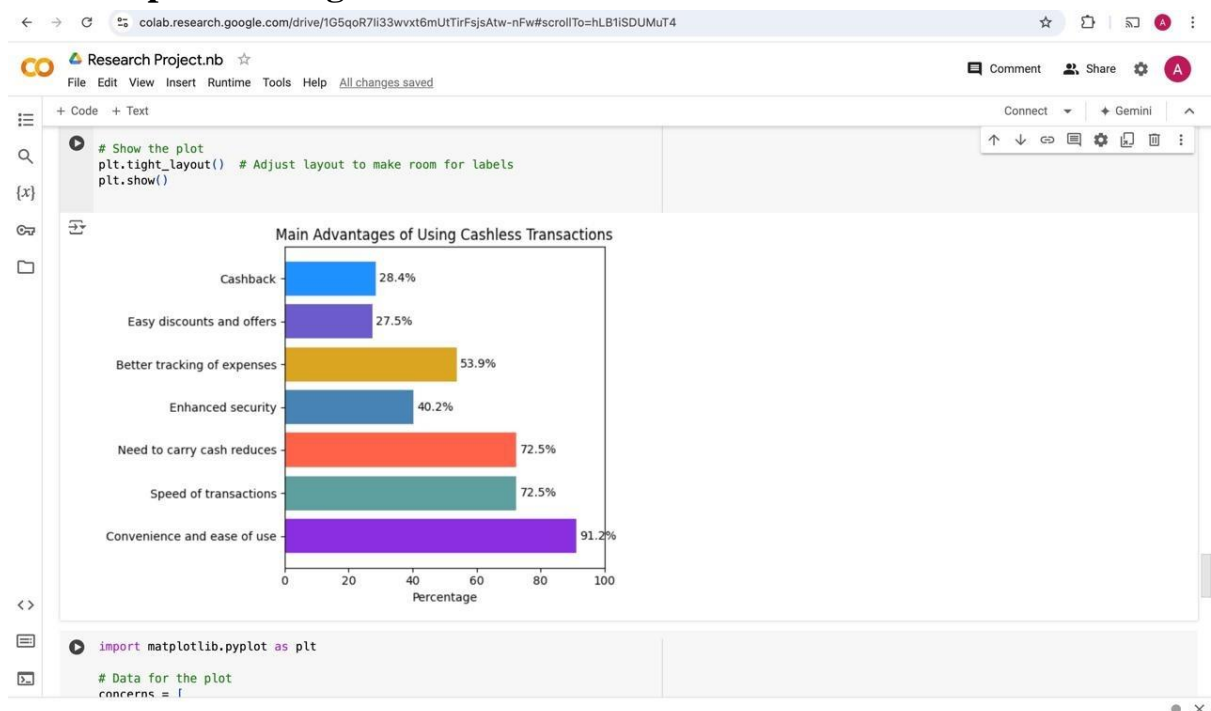 colab.research.google.com/drive/1G5qoR7Ii33wvxt6mUtTirFsjsAtw-nFw#scrollTo=hLB1iSDUMuT4
A
CO
Research Project.nb
File Edit View Insert Runtime Tools Help All changes saved
Comment
Share
A
+ Code + Text
Connect
Gemini
{x}
# Show the plot
plt.tight_layout()  # Adjust layout to make room for labels
plt.show()
Main Advantages of Using Cashless Transactions
Cashback 28.4%
Easy discounts and offers 27.5%
Better tracking of expenses 53.9%
Enhanced security 40.2%
Need to carry cash reduces 72.5%
Speed of transactions 72.5%
Convenience and ease of use 91.2%
0 20 40 60 80 100
Percentage
import matplotlib.pyplot as plt
# Data for the plot
concerns = [